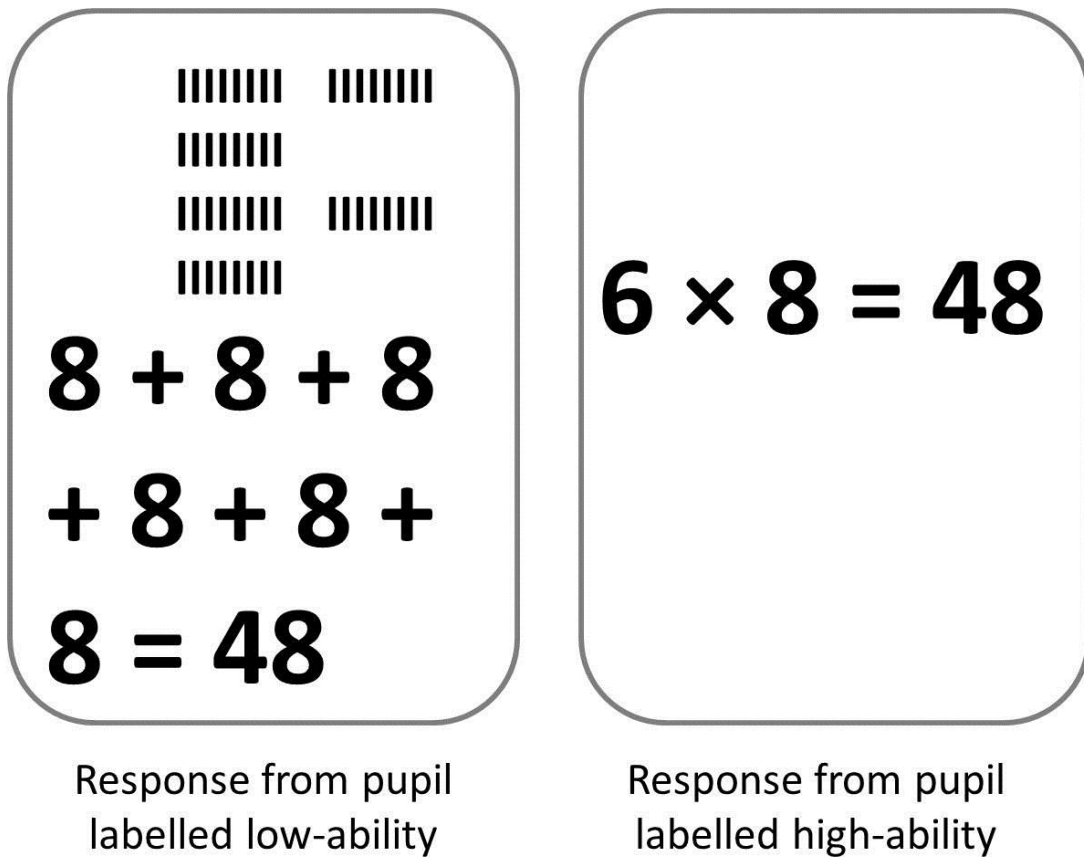 8 + 8 + 8
+ 8 + 8 +
8 = 48
6 × 8 = 48
Response from pupil
labelled low-ability
Response from pupil
labelled high-ability